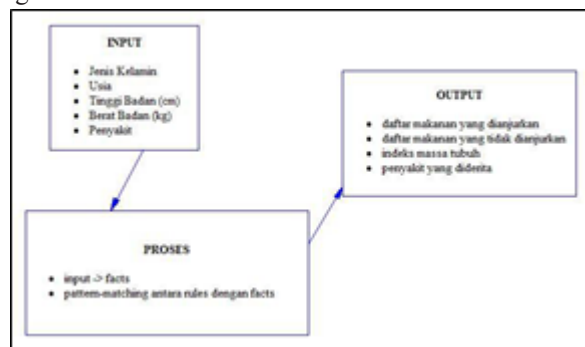 INPUT
• Jenis Kelamin
• Usia
• Tinggi Badan (cm)
• Berat Badan (kg)
• Penyakit
PROSES
• input -> facts
• pattern-matching antara rules dengan facts
OUTPUT
• daftar makanan yang dianjurkan
• daftar makanan yang tidak dianjurkan
• indeks massa tubuh
• penyakit yang diderita